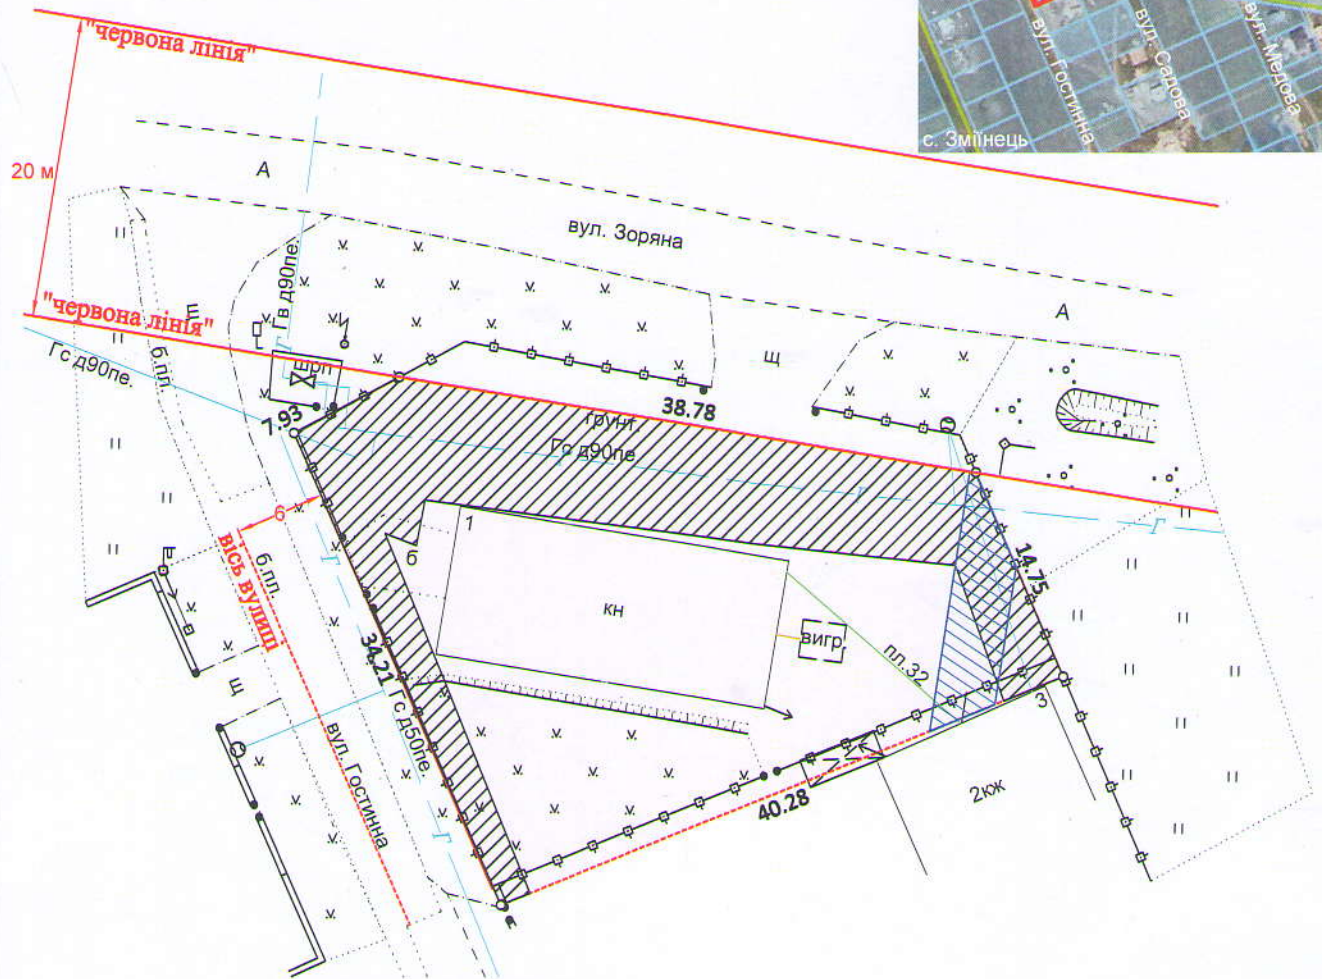 "червона лінія"
вул. Гостинна
вул. Садова
вул. Медова
с. Зміїнець
20 м
А
вул. Зоряна
"червона лінія"
Щ
Гв д90пе.
Г
А
Щ
Гс д90пе.
б.пл.
ГРП
7.93
38.78
грунт.
Гс д90пе.
Г
Г
6
1
б
14.75
вісь вулиці
б.пл.
Г
кн
вигр.
пл.32
34.21
Гс д50пе.
Щ
3
вул. Гостинна
2кж
40.28
Г